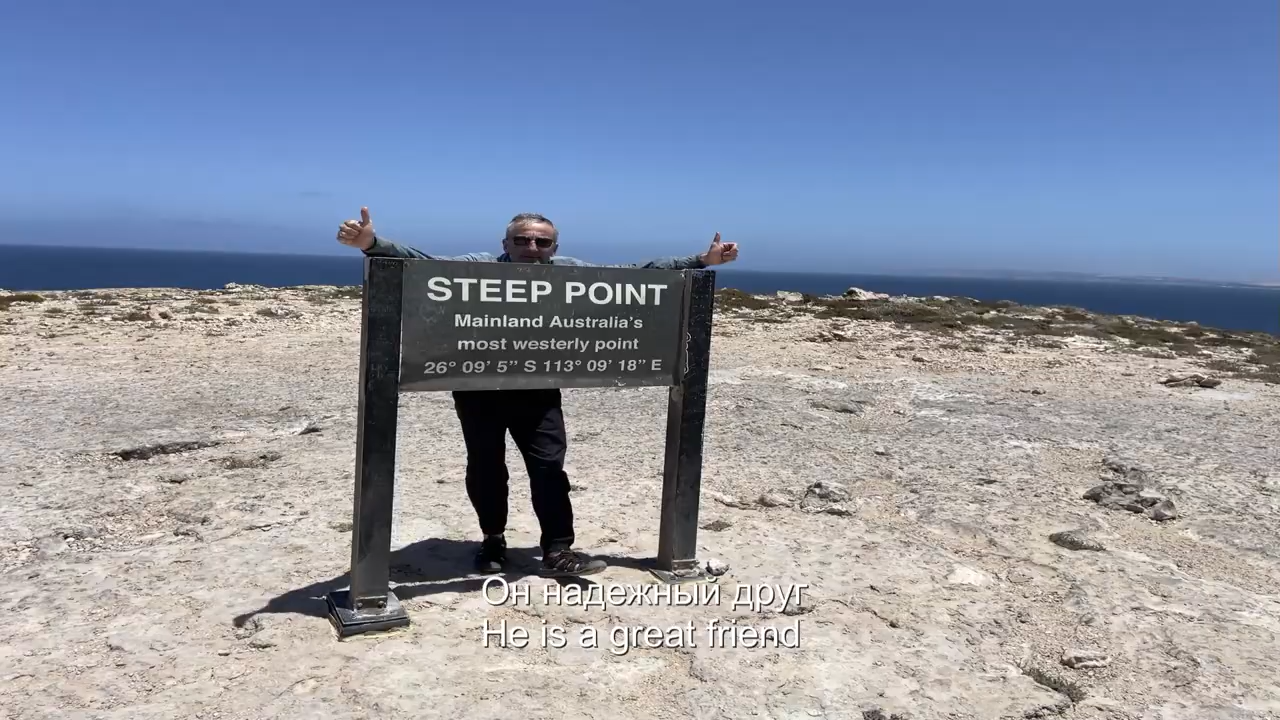 STEEP POINT
Mainland Australia's
most westerly point
26° 09' 5" S 113° 09' 18" E
Он надежный друг
He is a great friend